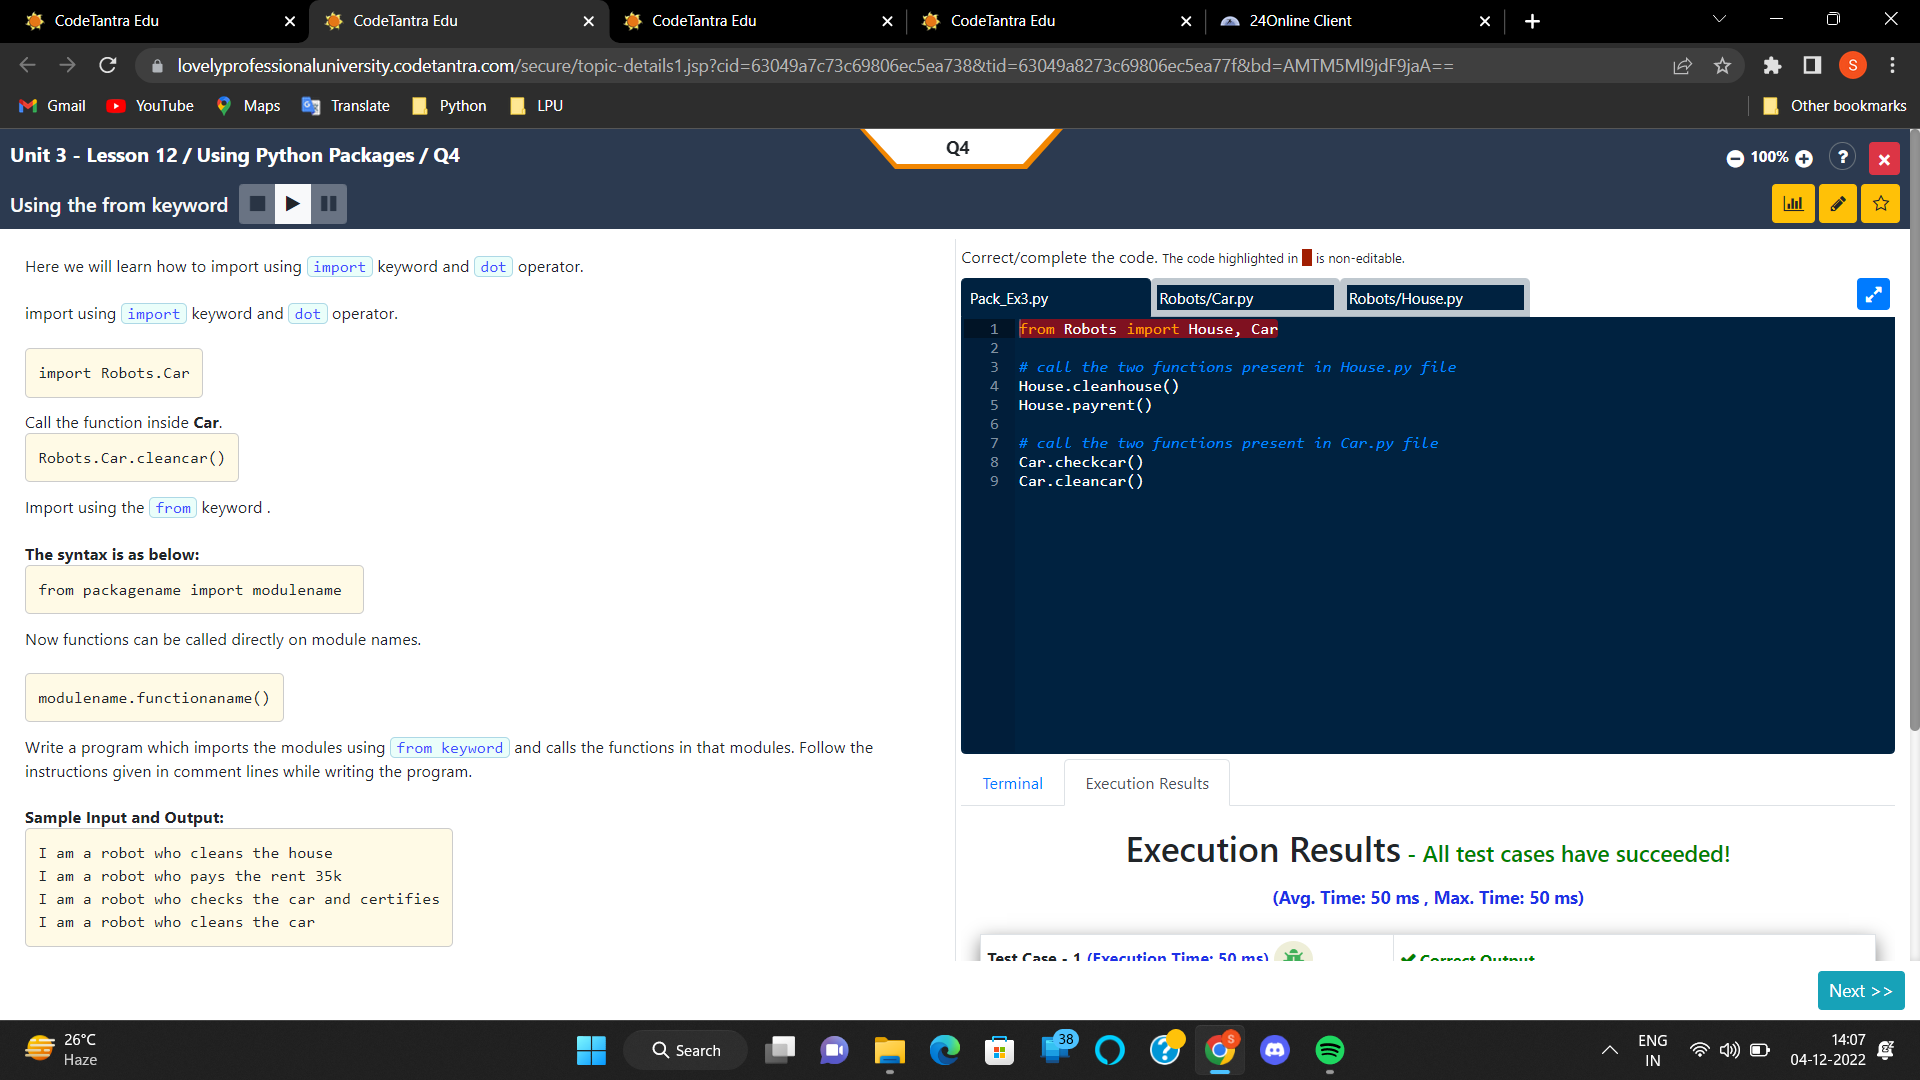 CodeTantra Edu
CodeTantra Edu
CodeTantra Edu
CodeTantra Edu
24Online Client
lovelyprofessionaluniversity.codetantra.com/secure/topic-details1.jsp?cid=63049a7c73c69806ec5ea738&tid=63049a8273c69806ec5ea77f&bd=AMTM5Ml9jdF9jaA==
S
Gmail
YouTube
Maps
Translate
Python
LPU
Other bookmarks
Unit 3 - Lesson 12 / Using Python Packages / Q4
Q4
100%
?
Using the from keyword
Here we will learn how to import using import keyword and dot operator.
import using import keyword and dot operator.
import Robots.Car
Call the function inside Car.
Robots.Car.cleancar()
Import using the from keyword .
The syntax is as below:
from packagename import modulename
Now functions can be called directly on module names.
modulename.functionaname()
Write a program which imports the modules using from keyword and calls the functions in that modules. Follow the
instructions given in comment lines while writing the program.
Sample Input and Output:
I am a robot who cleans the house
I am a robot who pays the rent 35k
I am a robot who checks the car and certifies
I am a robot who cleans the car
Correct/complete the code. The code highlighted in is non-editable.
Pack_Ex3.py
Robots/Car.py
Robots/House.py
1 from Robots import House, Car
2
3 # call the two functions present in House.py file
4 House.cleanhouse()
5 House.payrent()
6
7 # call the two functions present in Car.py file
8 Car.checkcar()
9 Car.cleancar()
Terminal
Execution Results
Execution Results - All test cases have succeeded!
(Avg. Time: 50 ms , Max. Time: 50 ms)
Test Case - 1 (Execution Time: 50 ms)
Correct Output
Next >>
26°C
Haze
Search
38
S
ENG
IN
14:07
04-12-2022